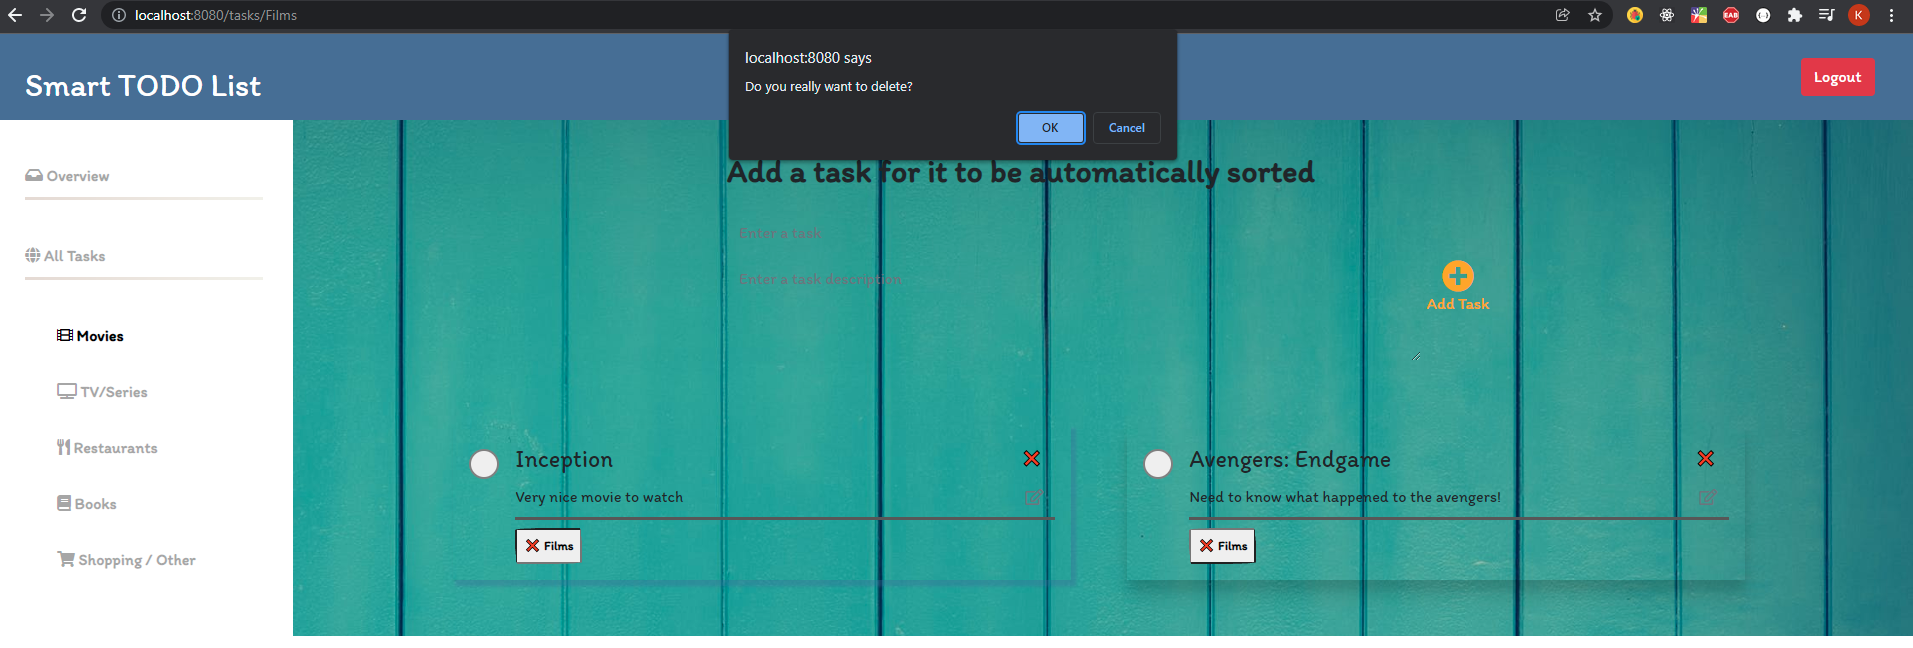 localhost:8080/tasks/Films
EAB
K
localhost:8080 says
Do you really want to delete?
OK
Cancel
Smart TODO List
Logout
Overview
All Tasks
Movies
TV/Series
Restaurants
Books
Shopping / Other
Add a task for it to be automatically sorted
Enter a task
Enter a task description
Add Task
Inception
Very nice movie to watch
Films
Avengers: Endgame
Need to know what happened to the avengers!
Films